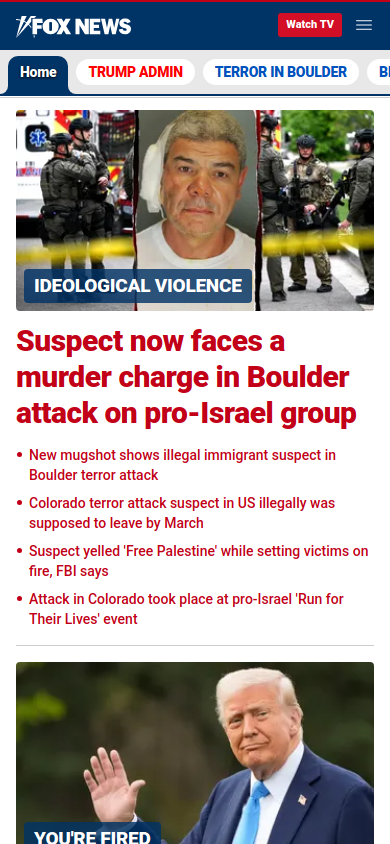 FOX NEWS
Watch TV
Home
TRUMP ADMIN
TERROR IN BOULDER
IDEOLOGICAL VIOLENCE
Suspect now faces a
murder charge in Boulder
attack on pro-Israel group
New mugshot shows illegal immigrant suspect in
Boulder terror attack
Colorado terror attack suspect in US illegally was
supposed to leave by March
Suspect yelled 'Free Palestine' while setting victims on
fire, FBI says
Attack in Colorado took place at pro-Israel 'Run for
Their Lives' event
YOU'RE FIRED